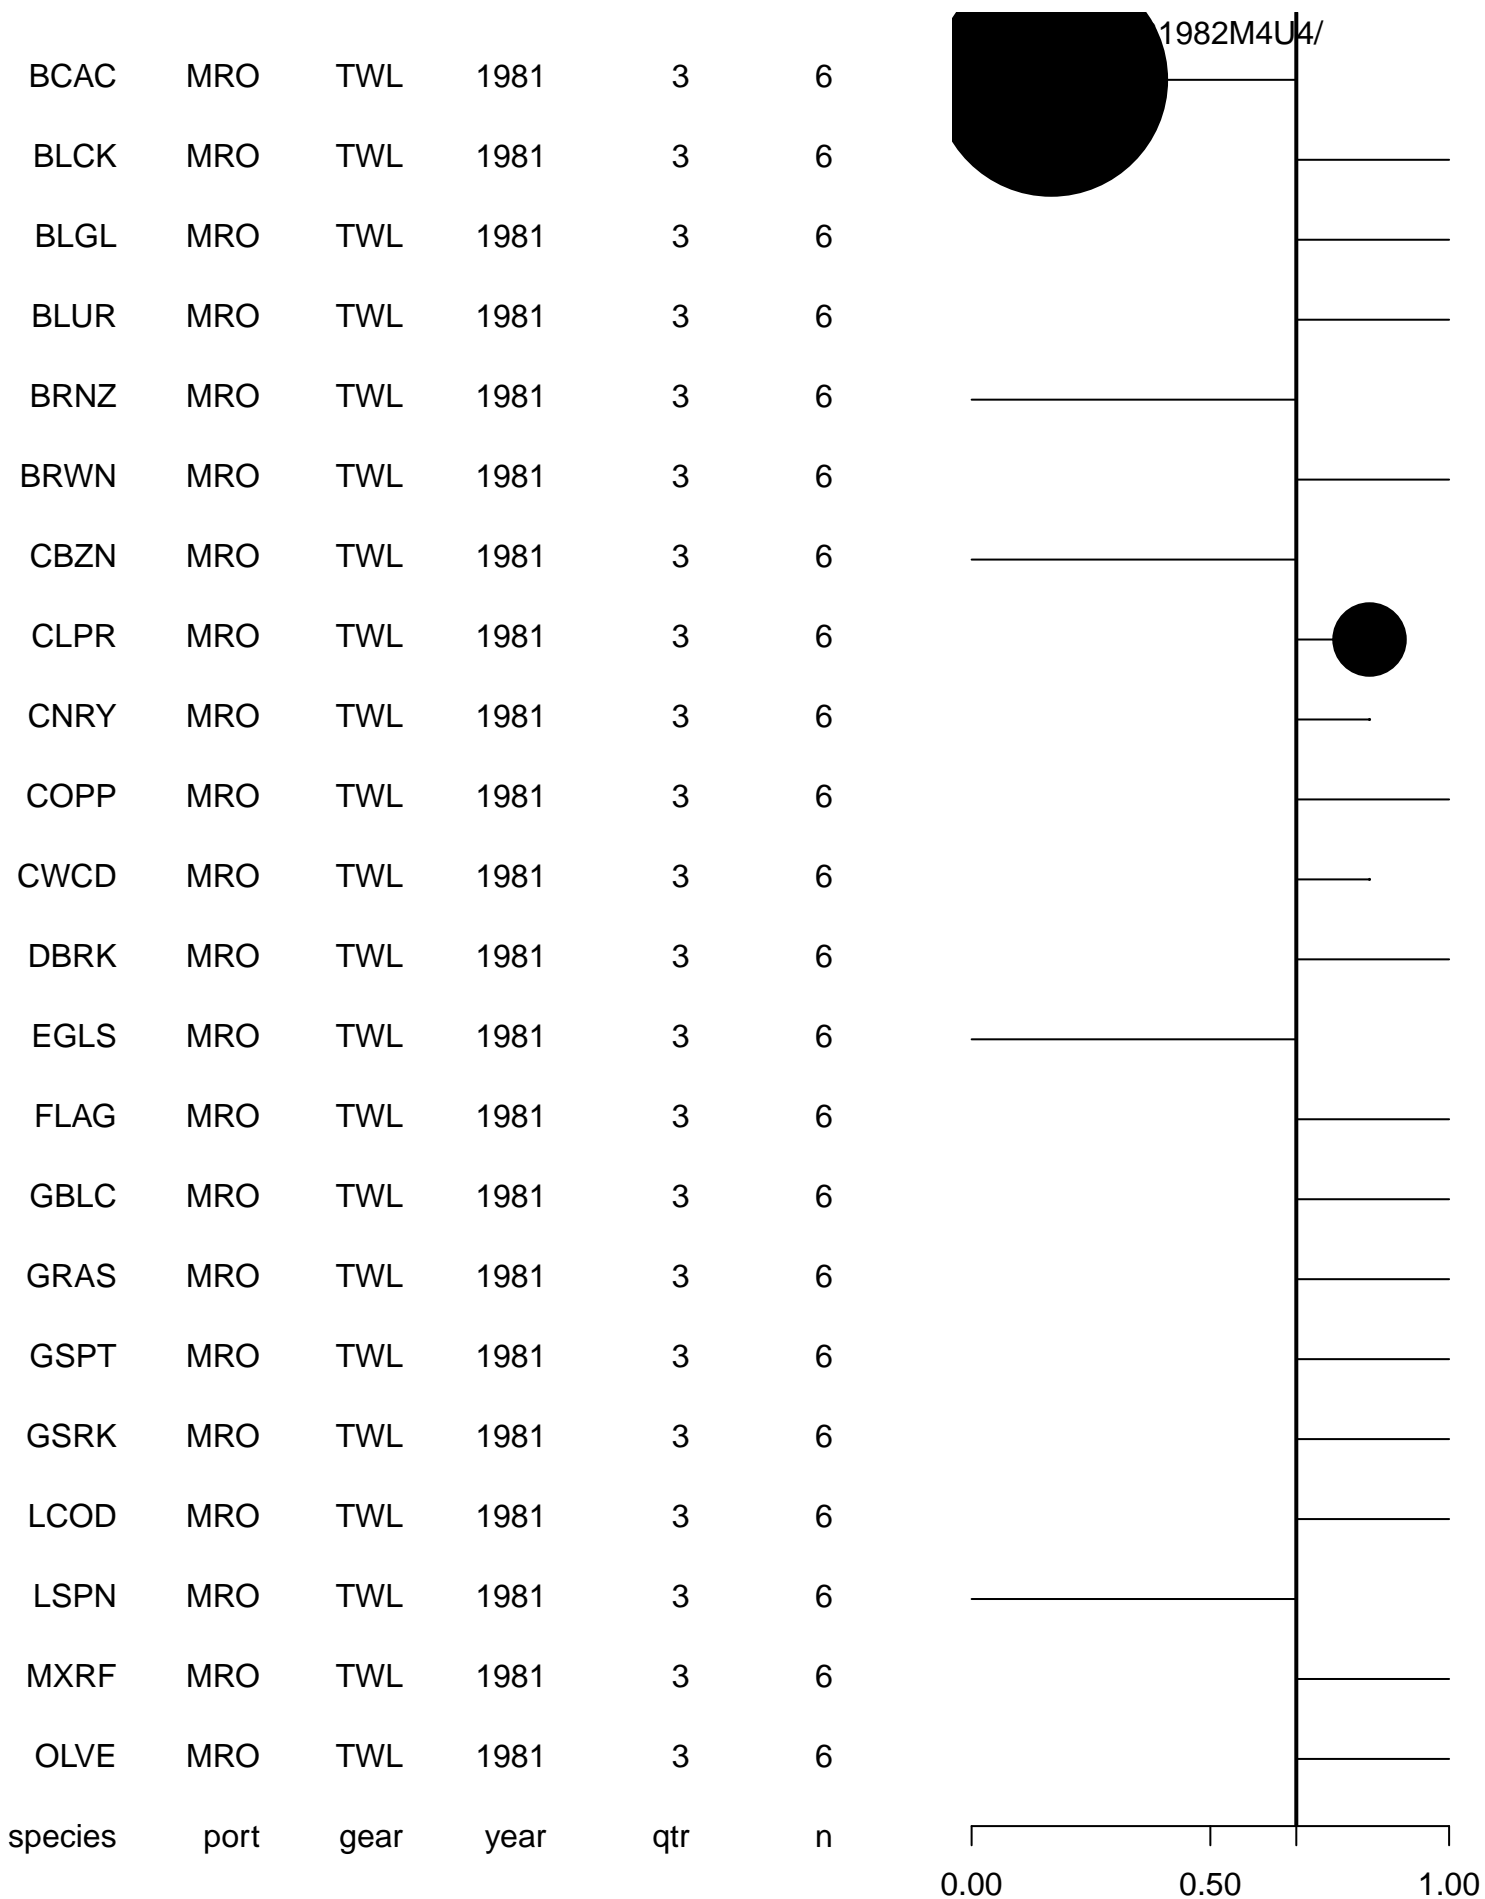 1982M4U4/
BCAC MRO TWL 1981 3 6
BLCK MRO TWL 1981 3 6
BLGL MRO TWL 1981 3 6
BLUR MRO TWL 1981 3 6
BRNZ MRO TWL 1981 3 6
BRWN MRO TWL 1981 3 6
CBZN MRO TWL 1981 3 6
CLPR MRO TWL 1981 3 6
CNRY MRO TWL 1981 3 6
COPP MRO TWL 1981 3 6
CWCD MRO TWL 1981 3 6
DBRK MRO TWL 1981 3 6
EGLS MRO TWL 1981 3 6
FLAG MRO TWL 1981 3 6
GBLC MRO TWL 1981 3 6
GRAS MRO TWL 1981 3 6
GSPT MRO TWL 1981 3 6
GSRK MRO TWL 1981 3 6
LCOD MRO TWL 1981 3 6
LSPN MRO TWL 1981 3 6
MXRF MRO TWL 1981 3 6
OLVE MRO TWL 1981 3 6
species port gear year qtr n
0.00 0.50 1.00